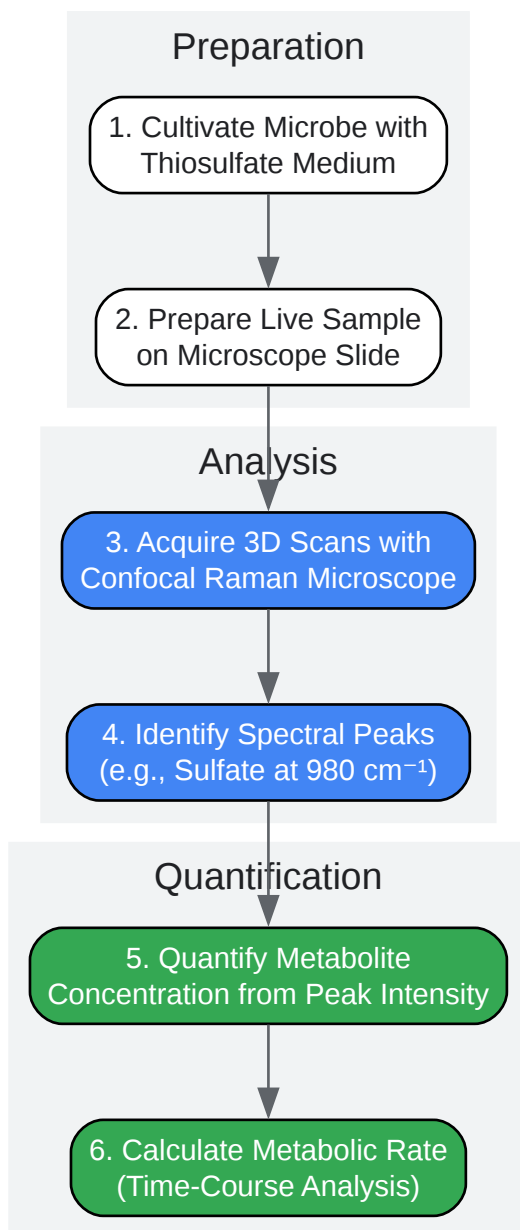 Preparation
1. Cultivate Microbe with
Thiosulfate Medium
2. Prepare Live Sample
on Microscope Slide
Analysis
3. Acquire 3D Scans with
Confocal Raman Microscope
4. Identify Spectral Peaks
(e.g., Sulfate at 980 cm⁻¹)
Quantification
5. Quantify Metabolite
Concentration from Peak Intensity
6. Calculate Metabolic Rate
(Time-Course Analysis)